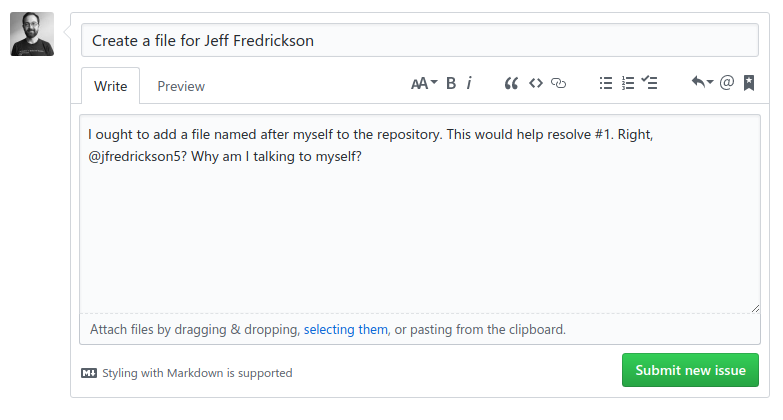 Create a file for Jeff Fredrickson
Write Preview AA B i @
I ought to add a file named after myself to the repository. This would help resolve #1. Right,
@jfredrickson5? Why am I talking to myself?
Attach files by dragging & dropping, selecting them, or pasting from the clipboard.
Styling with Markdown is supported
Submit new issue